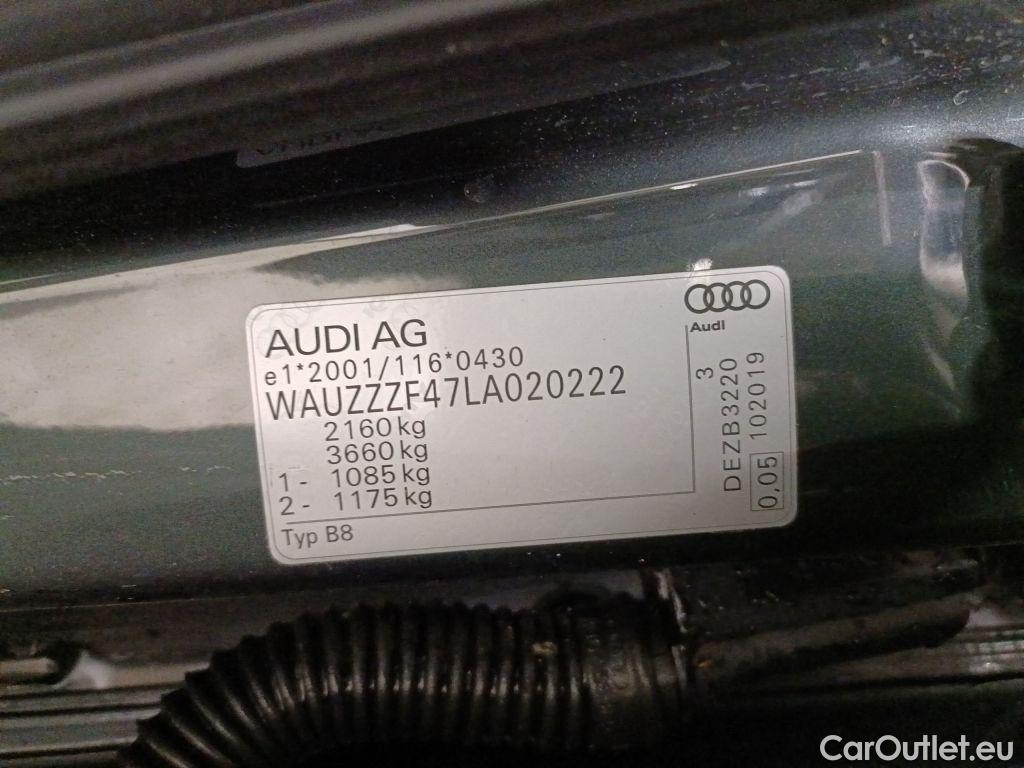 AUDI AG
e1*2001/116*0430
WAUZZZF47LA020222
2160 kg
3660 kg
1- 1085 kg
2- 1175 kg
Typ B8
Audi
3
DEZB3220
0,05 102019
CarOutlet.eu